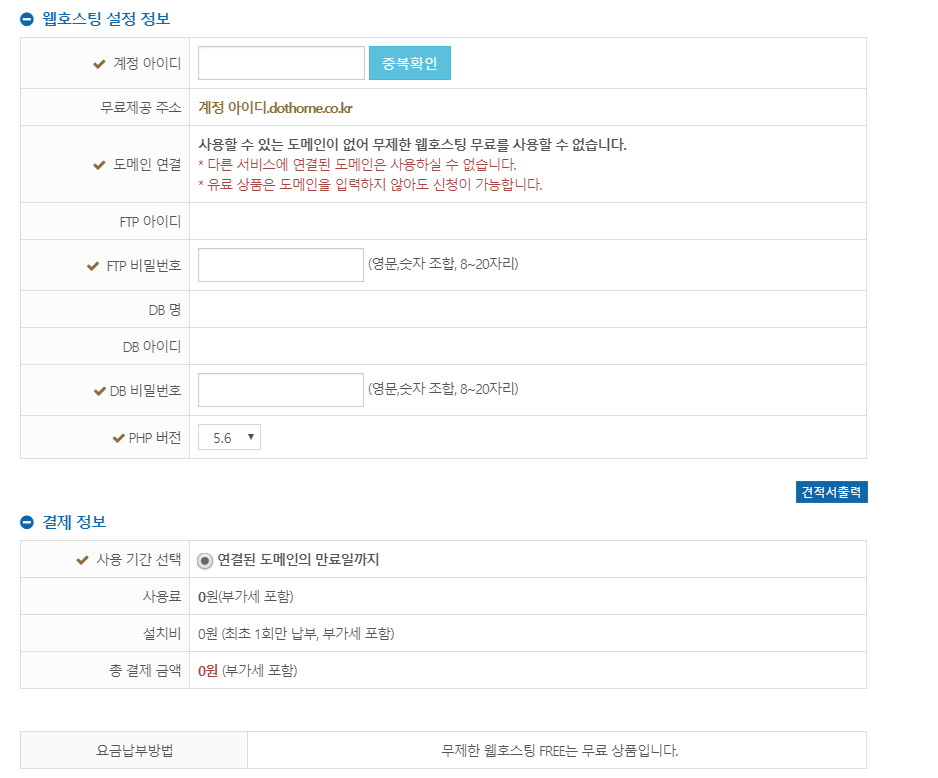 웹호스팅 설정 정보
계정 아이디 중복확인
무료제공 주소 계정 아이디.dothome.co.kr
도메인 연결 사용할 수 있는 도메인이 없어 무제한 웹호스팅 무료를 사용할 수 없습니다.
* 다른 서비스에 연결된 도메인은 사용하실 수 없습니다.
* 유료 상품은 도메인을 입력하지 않아도 신청이 가능합니다.
FTP 아이디
FTP 비밀번호 (영문,숫자 조합, 8~20자리)
DB 명
DB 아이디
DB 비밀번호 (영문,숫자 조합, 8~20자리)
PHP 버전 5.6
견적서출력
결제 정보
사용 기간 선택 연결된 도메인의 만료일까지
사용료 0원(부가세 포함)
설치비 0원 (최초 1회만 납부, 부가세 포함)
총 결제 금액 0원 (부가세 포함)
요금납부방법 무제한 웹호스팅 FREE는 무료 상품입니다.